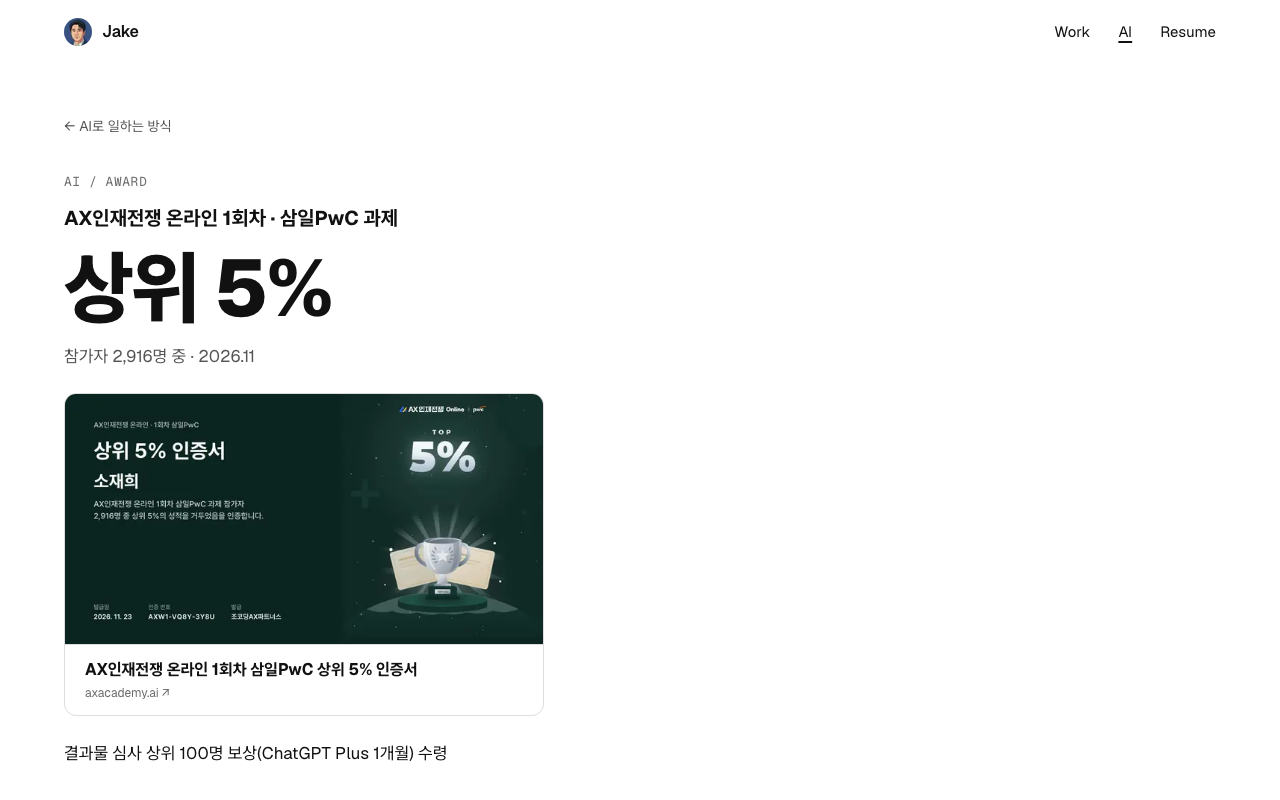 Jake
Work
AI
Resume
← AI로 일하는 방식
AI / AWARD
AX인재전쟁 온라인 1회차 · 삼일PwC 과제
상위 5%
참가자 2,916명 중 · 2026.11
AX인재전쟁 Online | pwc
AX인재전쟁 온라인 · 1회차 삼일PwC
상위 5% 인증서
소재희
AX인재전쟁 온라인 1회차 삼일PwC 과제 참가자
2,916명 중 상위 5%의 성적을 거두었음을 인증합니다.
TOP
5%
발급일
인증 번호
발급
2026. 11. 23
AXW1-VQ8Y-3Y8U
조코딩AX파트너스
AX인재전쟁 온라인 1회차 삼일PwC 상위 5% 인증서
axacademy.ai ↗
결과물 심사 상위 100명 보상(ChatGPT Plus 1개월) 수령